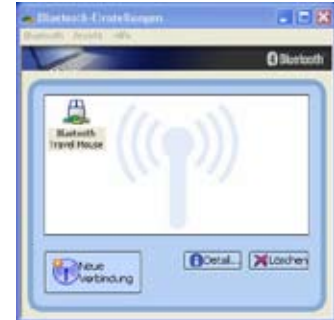 Bluetooth-Einstellungen
Bluetooth Ansicht Hilfe
Bluetooth
Bluetooth
Travel Mouse
Neue
Verbindung
Detail...
Löschen